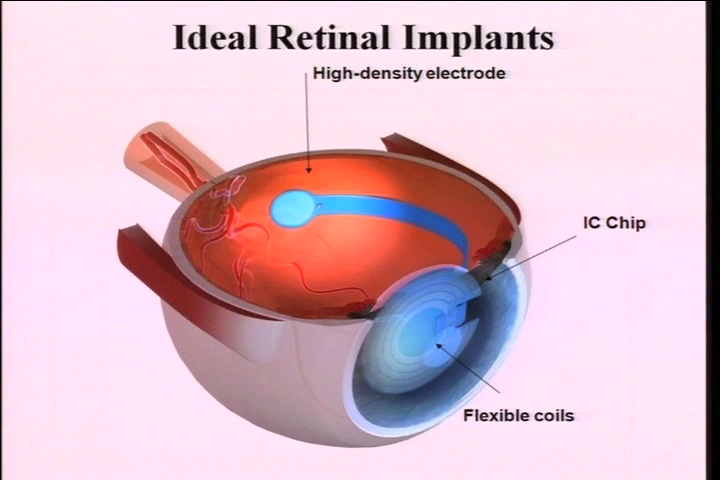 Ideal Retinal Implants
High-density electrode
IC Chip
Flexible coils